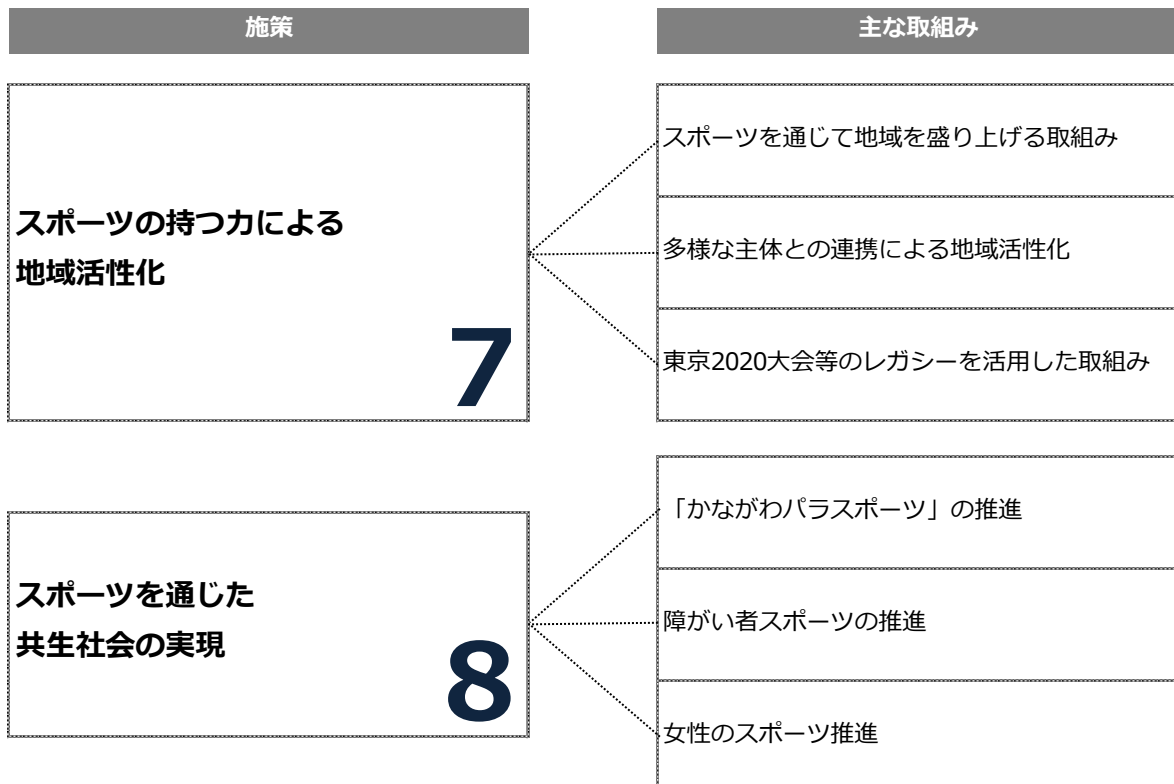 施策
主な取組み
スポーツの持つ力による
地域活性化
7
スポーツを通じて地域を盛り上げる取組み
多様な主体との連携による地域活性化
東京2020大会等のレガシーを活用した取組み
スポーツを通じた
共生社会の実現
8
「かながわパラスポーツ」の推進
障がい者スポーツの推進
女性のスポーツ推進